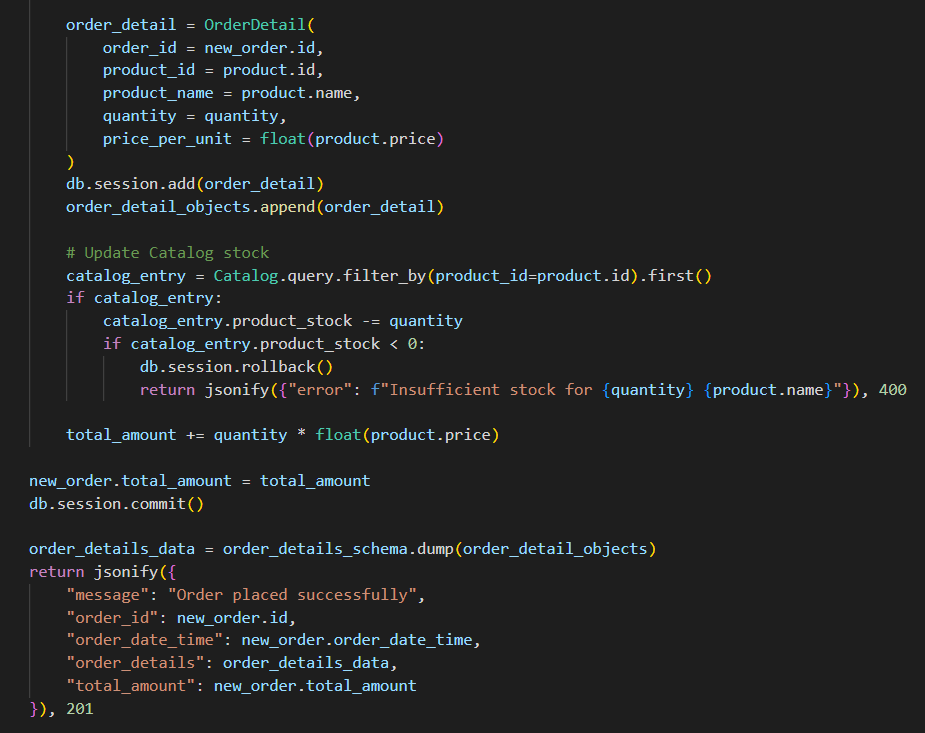 order_detail = OrderDetail(
order_id = new_order.id,
product_id = product.id,
product_name = product.name,
quantity = quantity,
price_per_unit = float(product.price)
)
db.session.add(order_detail)
order_detail_objects.append(order_detail)
# Update Catalog stock
catalog_entry = Catalog.query.filter_by(product_id=product.id).first()
if catalog_entry:
catalog_entry.product_stock -= quantity
if catalog_entry.product_stock < 0:
db.session.rollback()
return jsonify({"error": f"Insufficient stock for {quantity} {product.name}"}), 400
total_amount += quantity * float(product.price)
new_order.total_amount = total_amount
db.session.commit()
order_details_data = order_details_schema.dump(order_detail_objects)
return jsonify({
"message": "Order placed successfully",
"order_id": new_order.id,
"order_date_time": new_order.order_date_time,
"order_details": order_details_data,
"total_amount": new_order.total_amount
}), 201